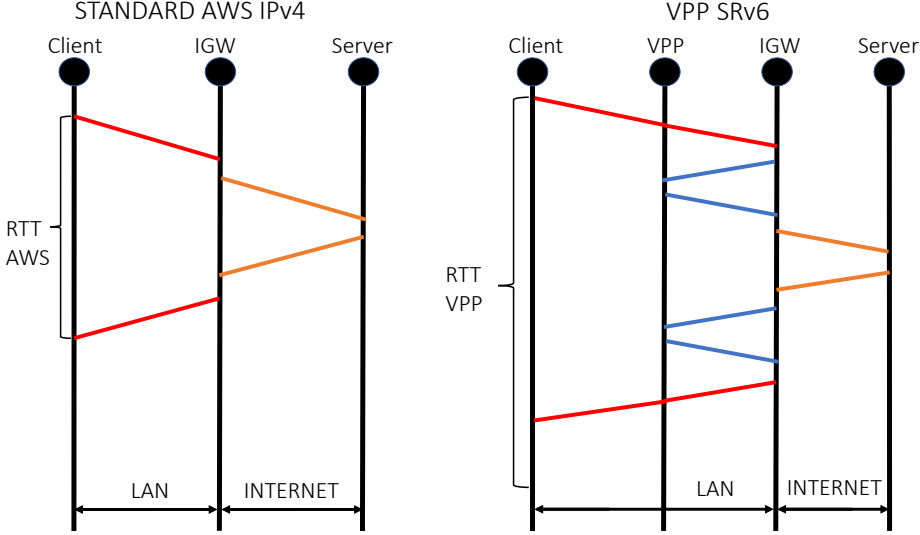 STANDARD AWS IPv4
Client IGW Server
RTT
AWS
LAN INTERNET
VPP SRv6
Client VPP IGW Server
RTT
VPP
LAN INTERNET